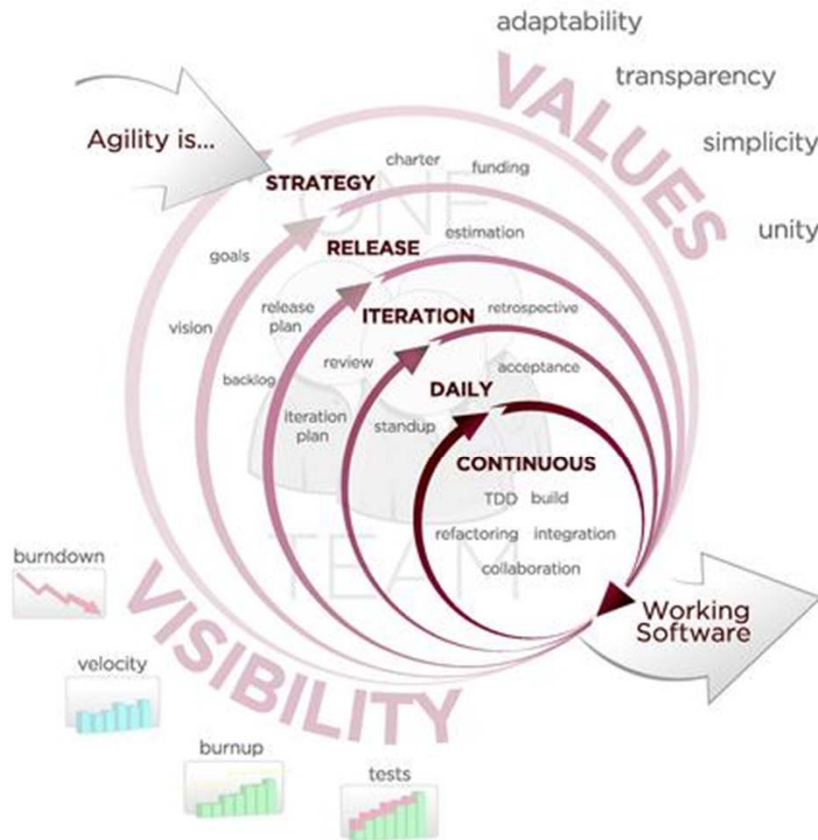 adaptability
transparency
simplicity
unity
VALUES
Agility is...
STRATEGY
charter
funding
goals
vision
RELEASE
estimation
release
plan
backlog
ITERATION
retrospective
review
iteration
plan
DAILY
acceptance
standup
CONTINUOUS
TDD build
refactoring integration
collaboration
ONE
TEAM
Working
Software
VISIBILITY
burndown
velocity
burnup
tests